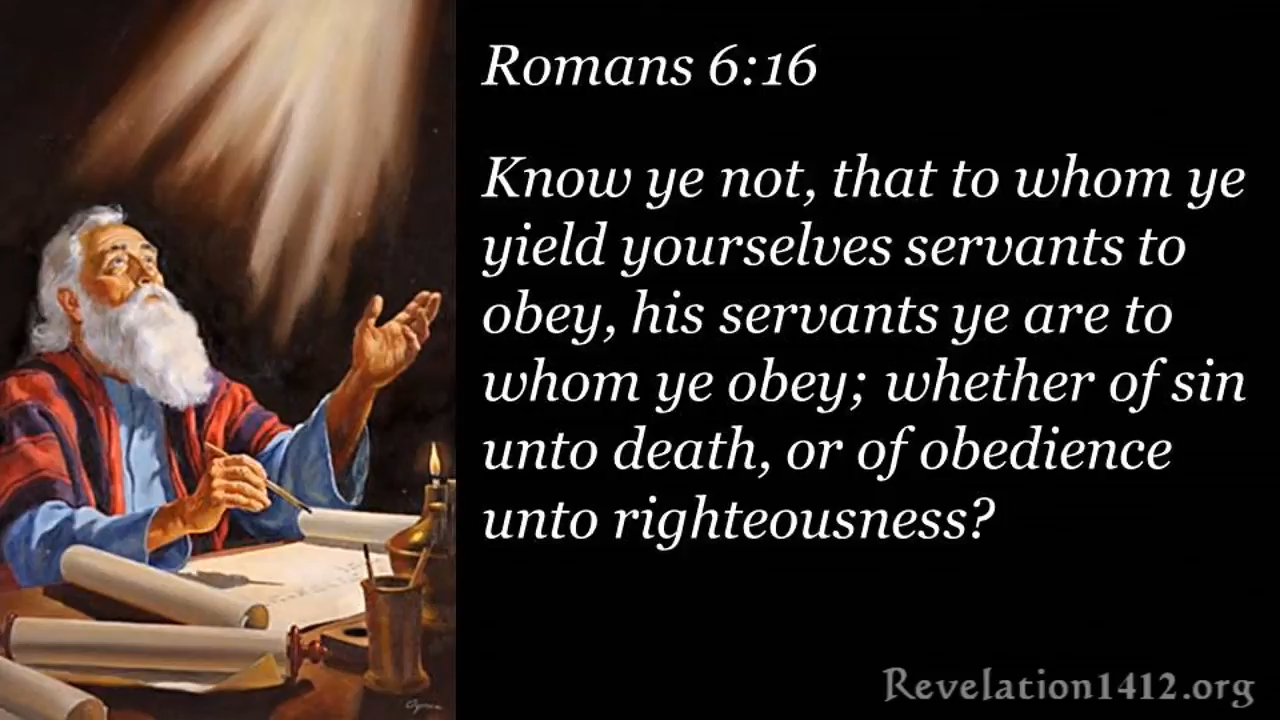 Romans 6:16
Know ye not, that to whom ye
yield yourselves servants to
obey, his servants ye are to
whom ye obey; whether of sin
unto death, or of obedience
unto righteousness?
Revelation1412.org